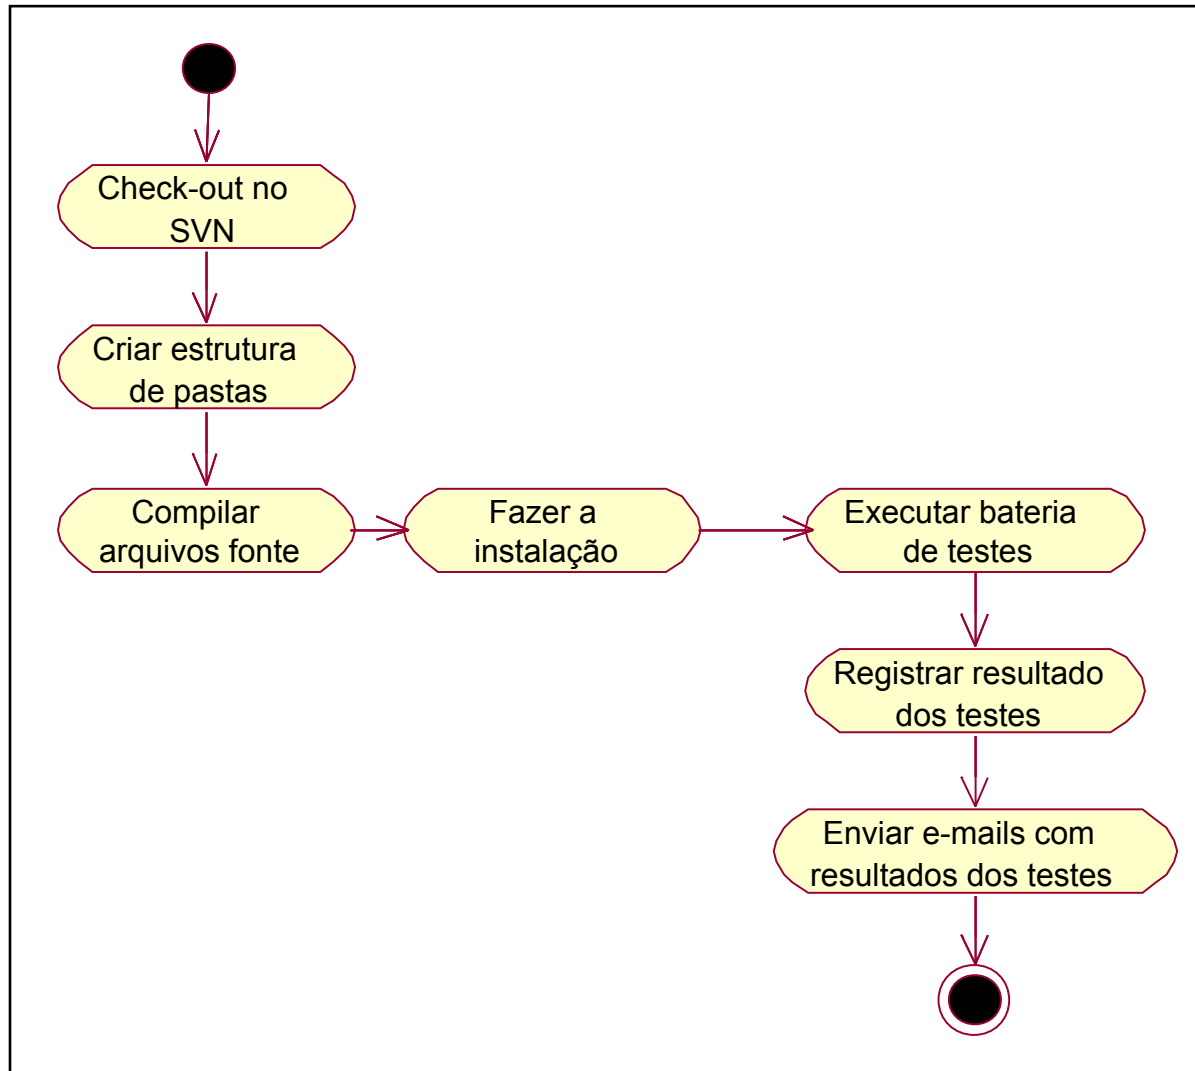 Check-out no
SVN
Criar estrutura
de pastas
Compilar
arquivos fonte
Fazer a
instalação
Executar bateria
de testes
Registrar resultado
dos testes
Enviar e-mails com
resultados dos testes